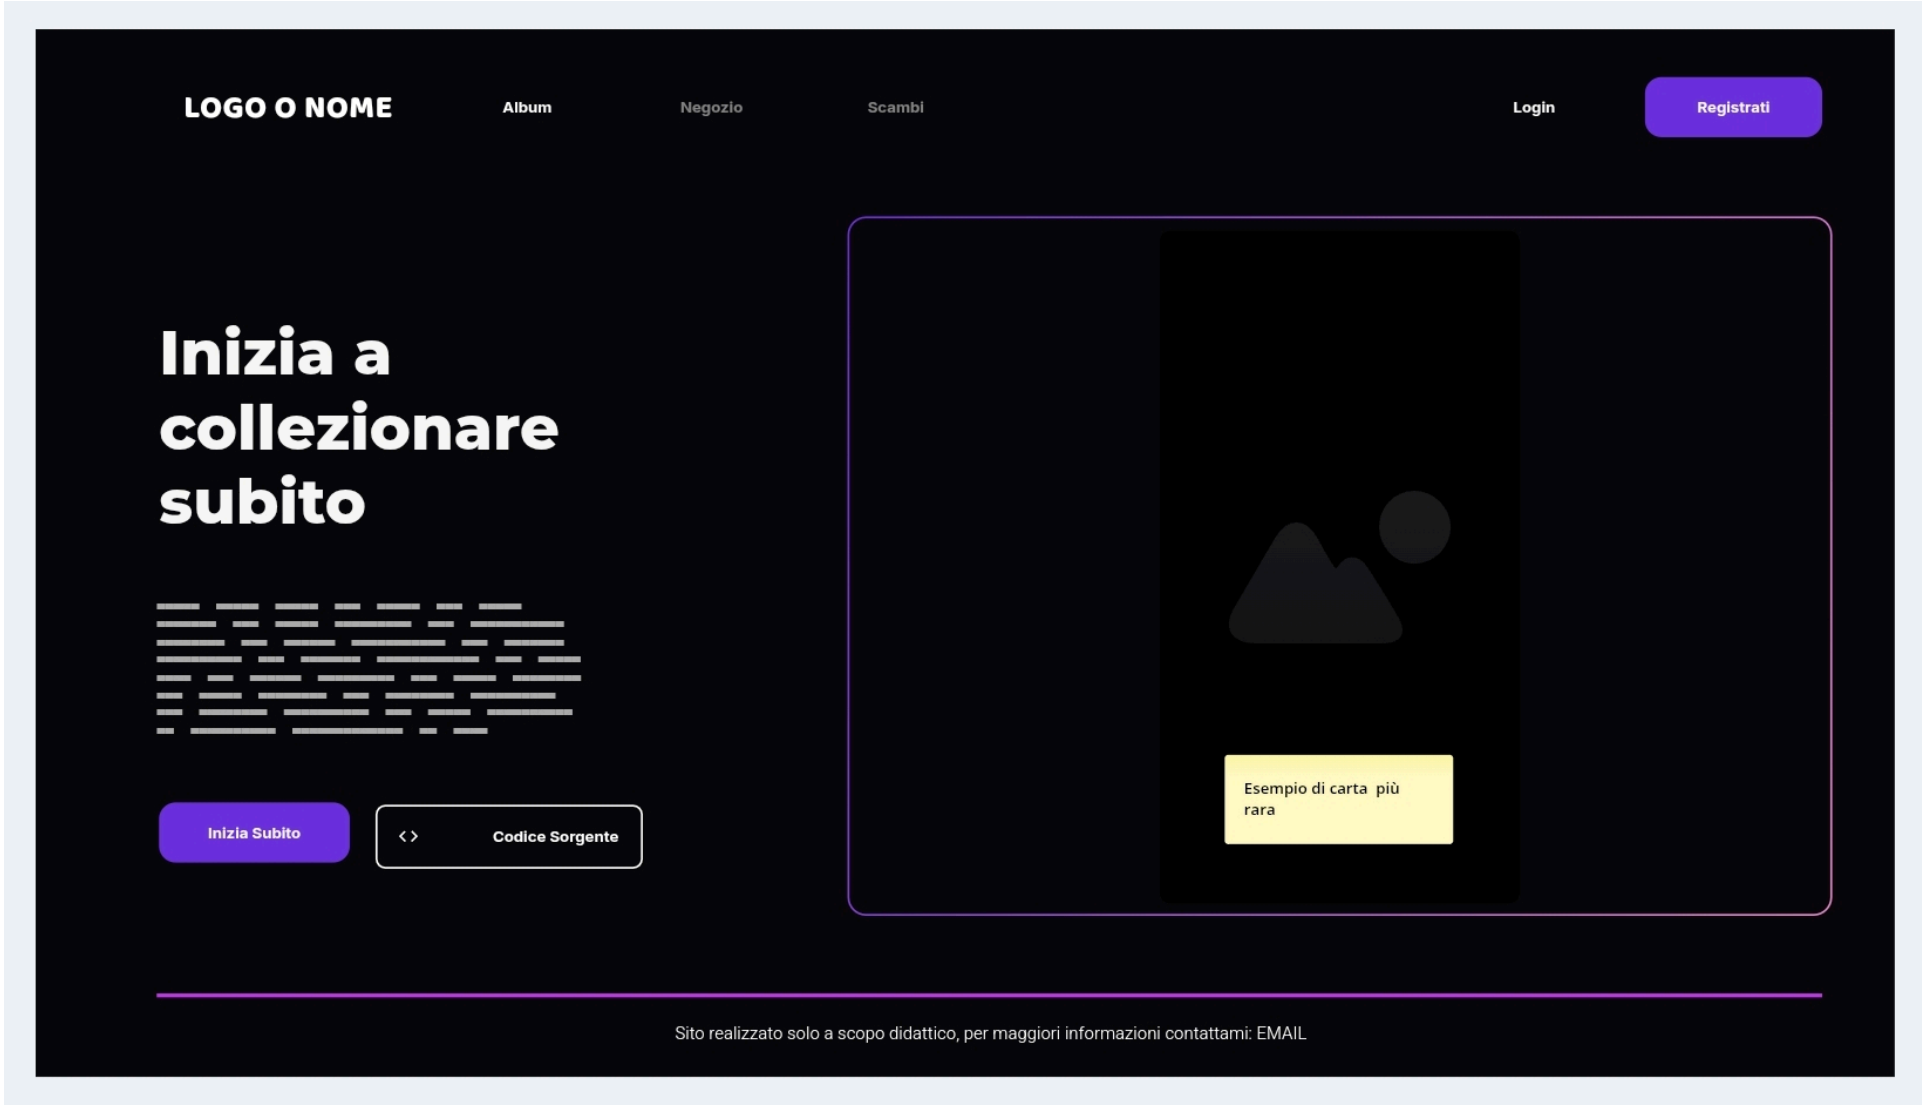 LOGO O NOME
Album
Negozio
Scambi
Login
Registrati
Inizia a
collezionare
subito
Inizia Subito
<> Codice Sorgente
Esempio di carta più
rara
Sito realizzato solo a scopo didattico, per maggiori informazioni contattami: EMAIL